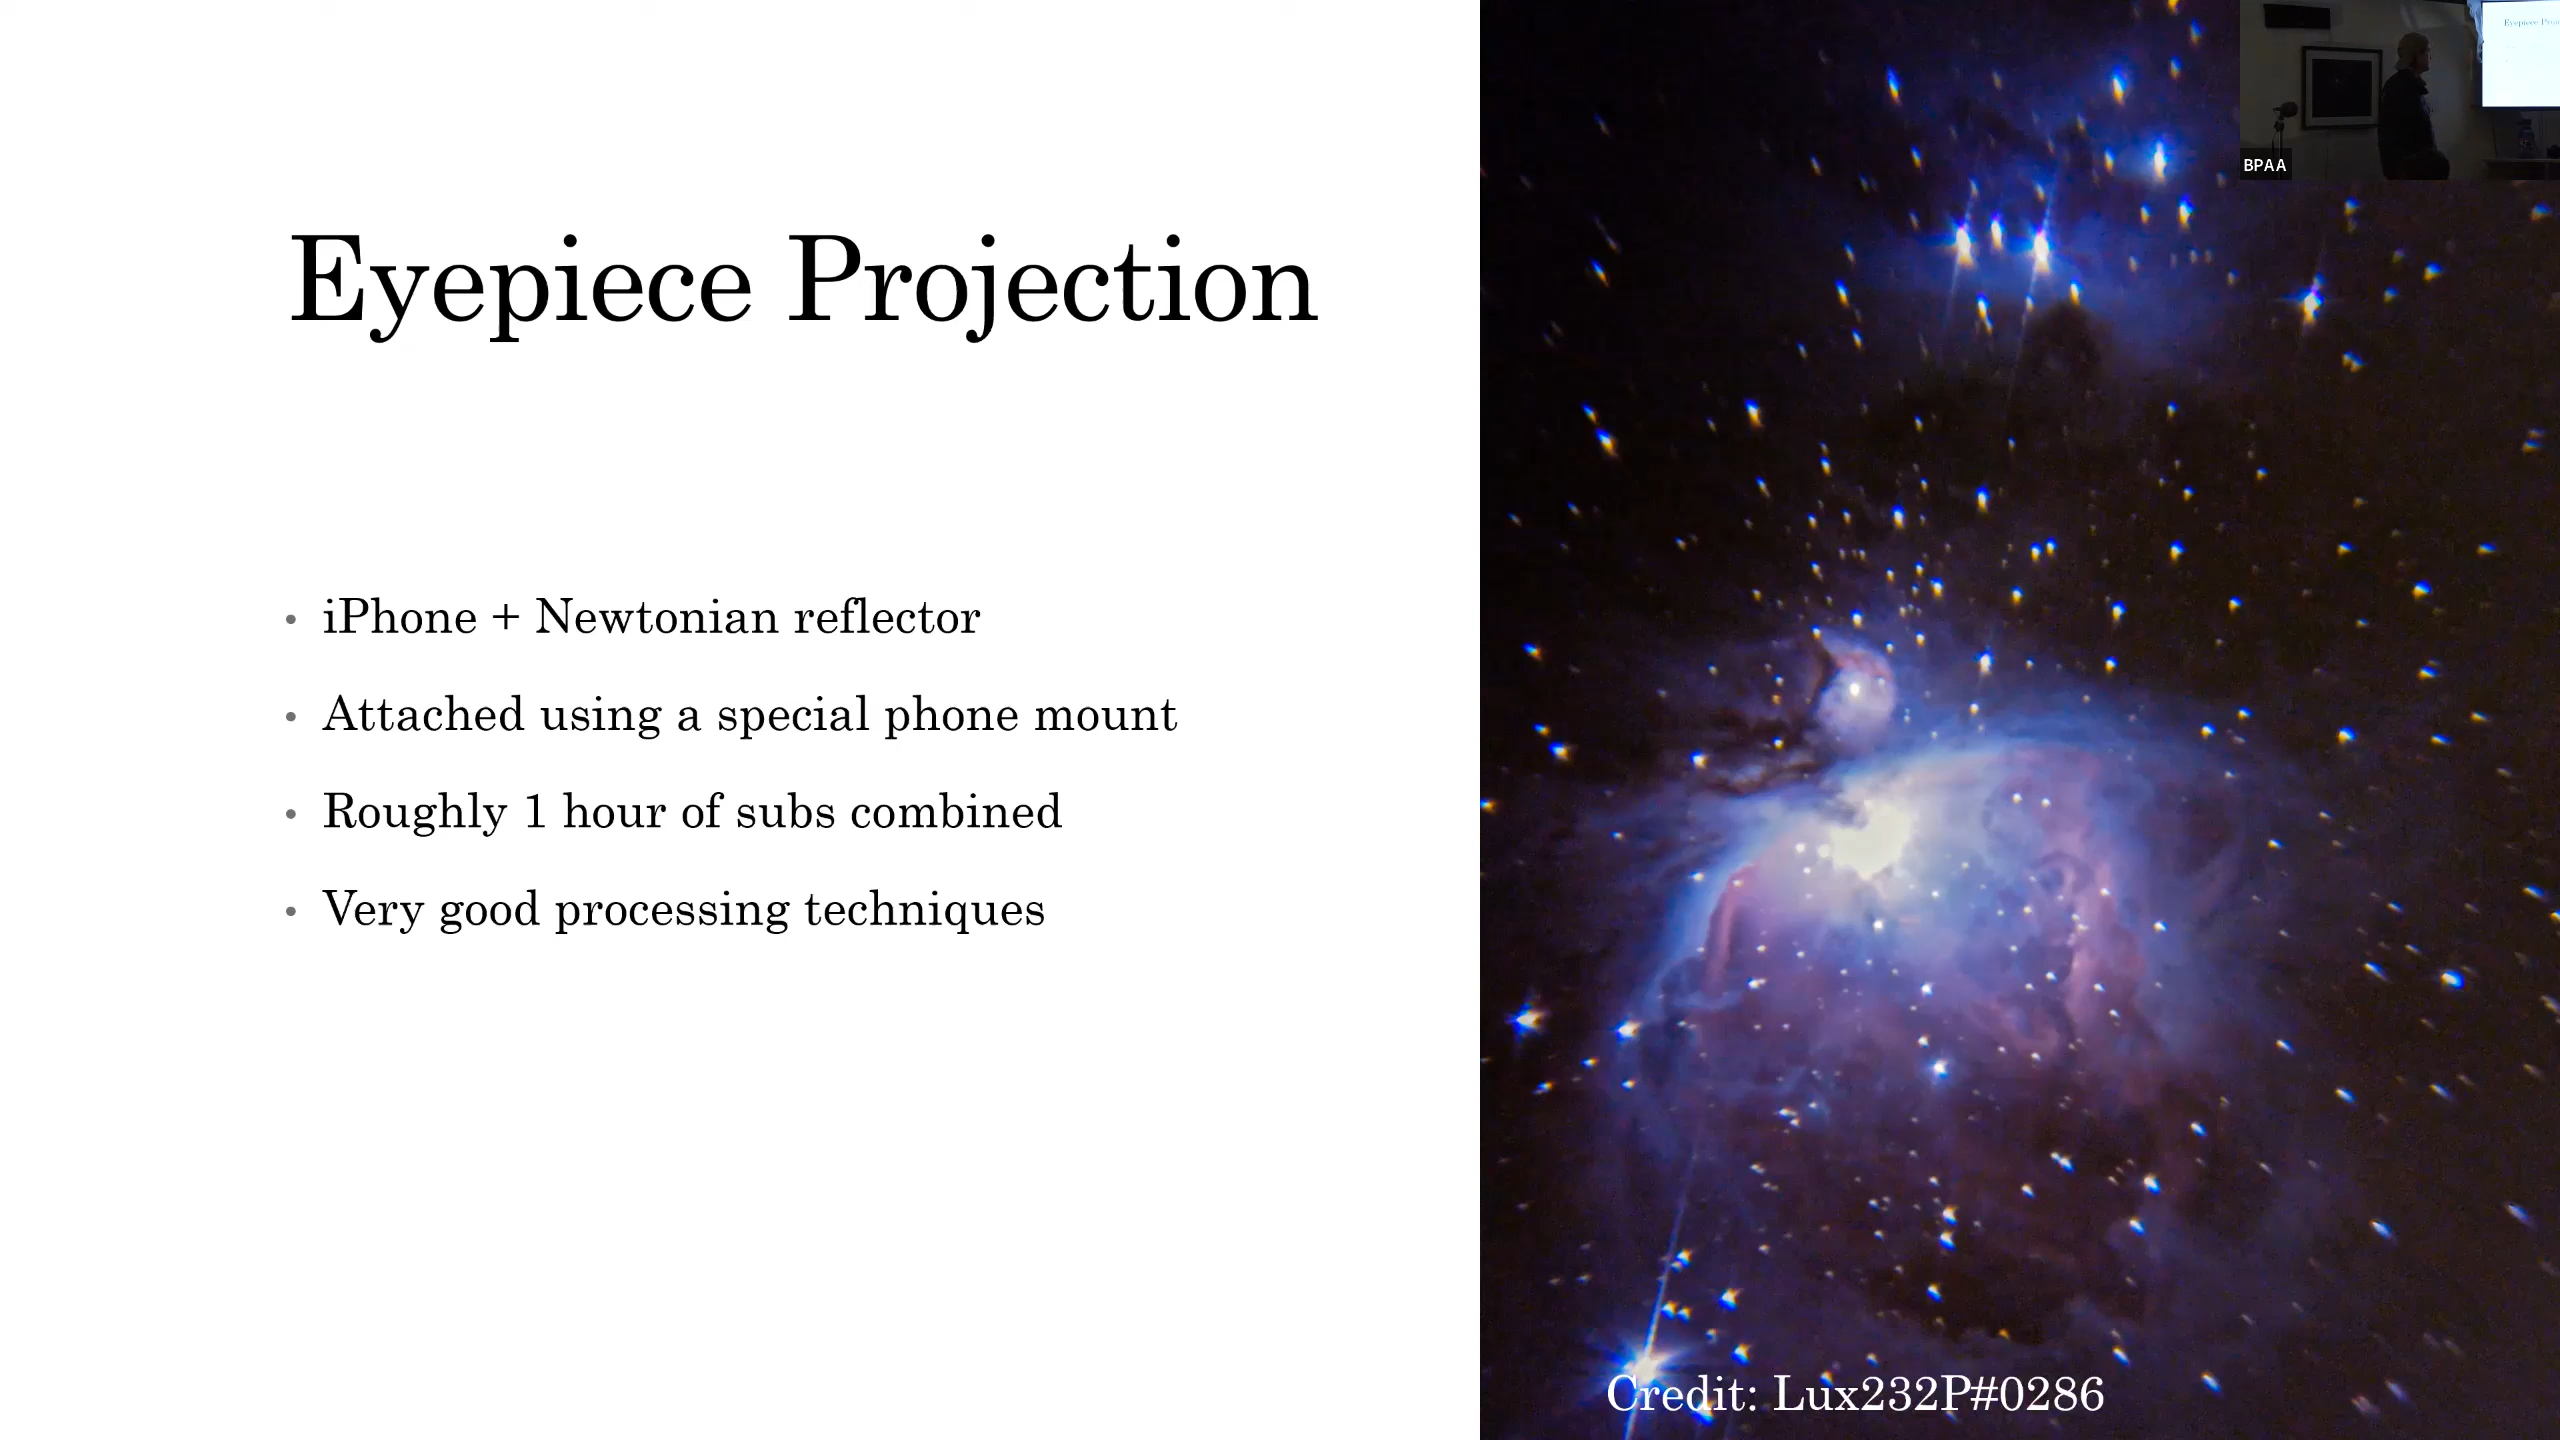 Eyepiece Projection
• iPhone + Newtonian reflector
• Attached using a special phone mount
• Roughly 1 hour of subs combined
• Very good processing techniques
BPAA
Credit: Lux232P#0286